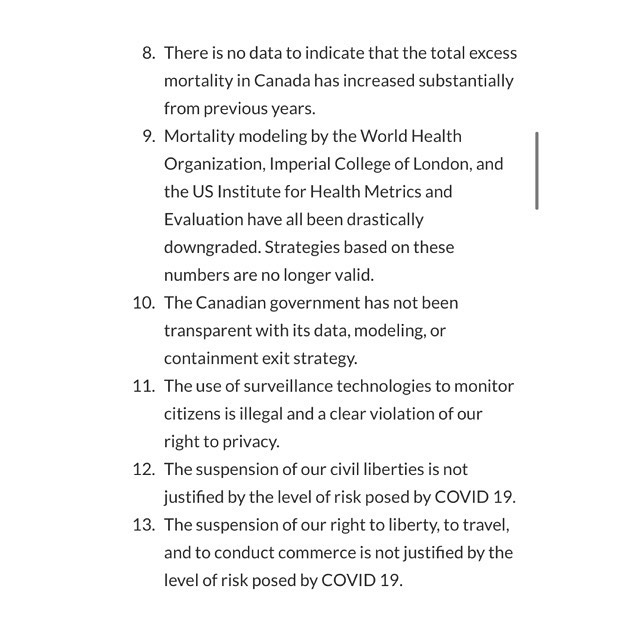 8. There is no data to indicate that the total excess
mortality in Canada has increased substantially
from previous years.
9. Mortality modeling by the World Health
Organization, Imperial College of London, and
the US Institute for Health Metrics and
Evaluation have all been drastically
downgraded. Strategies based on these
numbers are no longer valid.
10. The Canadian government has not been
transparent with its data, modeling, or
containment exit strategy.
11. The use of surveillance technologies to monitor
citizens is illegal and a clear violation of our
right to privacy.
12. The suspension of our civil liberties is not
justified by the level of risk posed by COVID 19.
13. The suspension of our right to liberty, to travel,
and to conduct commerce is not justified by the
level of risk posed by COVID 19.